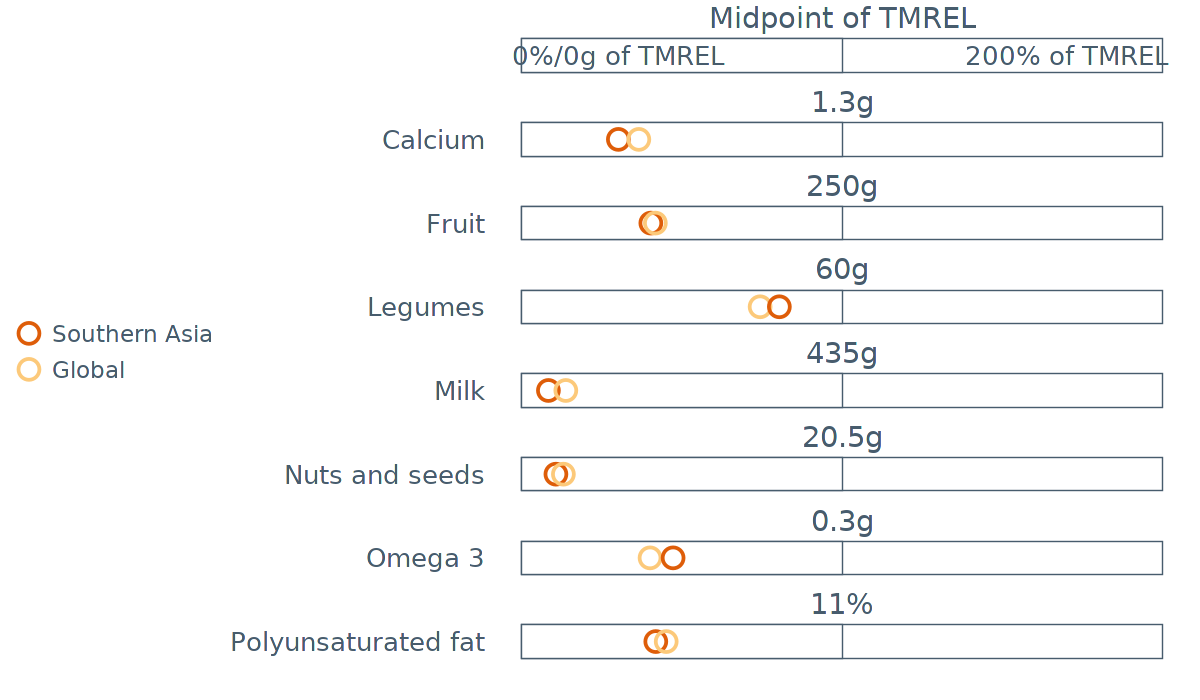 Midpoint of TMREL
0%/0g of TMREL
200% of TMREL
1.3g
Calcium
250g
Fruit
60g
Legumes
Southern Asia
Global
435g
Milk
20.5g
Nuts and seeds
0.3g
Omega 3
11%
Polyunsaturated fat